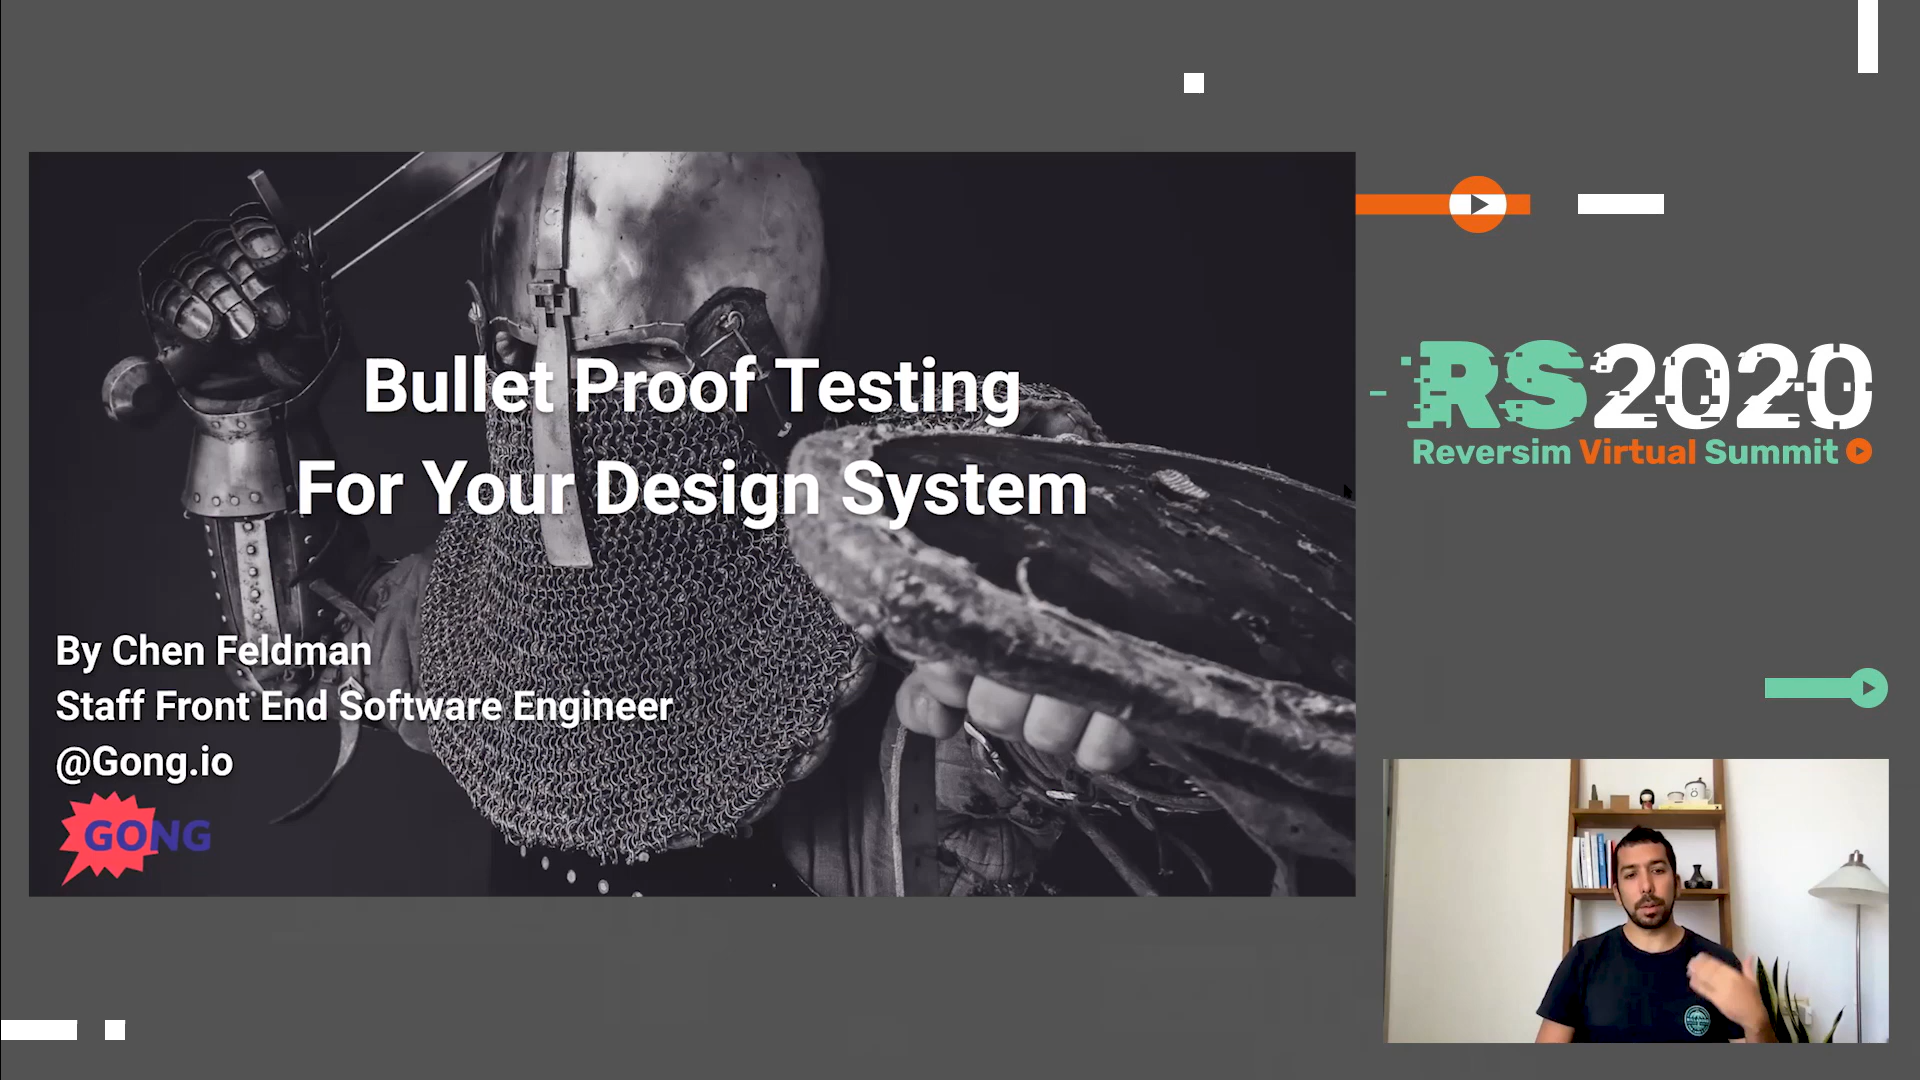 Bullet Proof Testing
For Your Design System
By Chen Feldman
Staff Front End Software Engineer
@Gong.io
GONG
RS2020
Reversim Virtual Summit